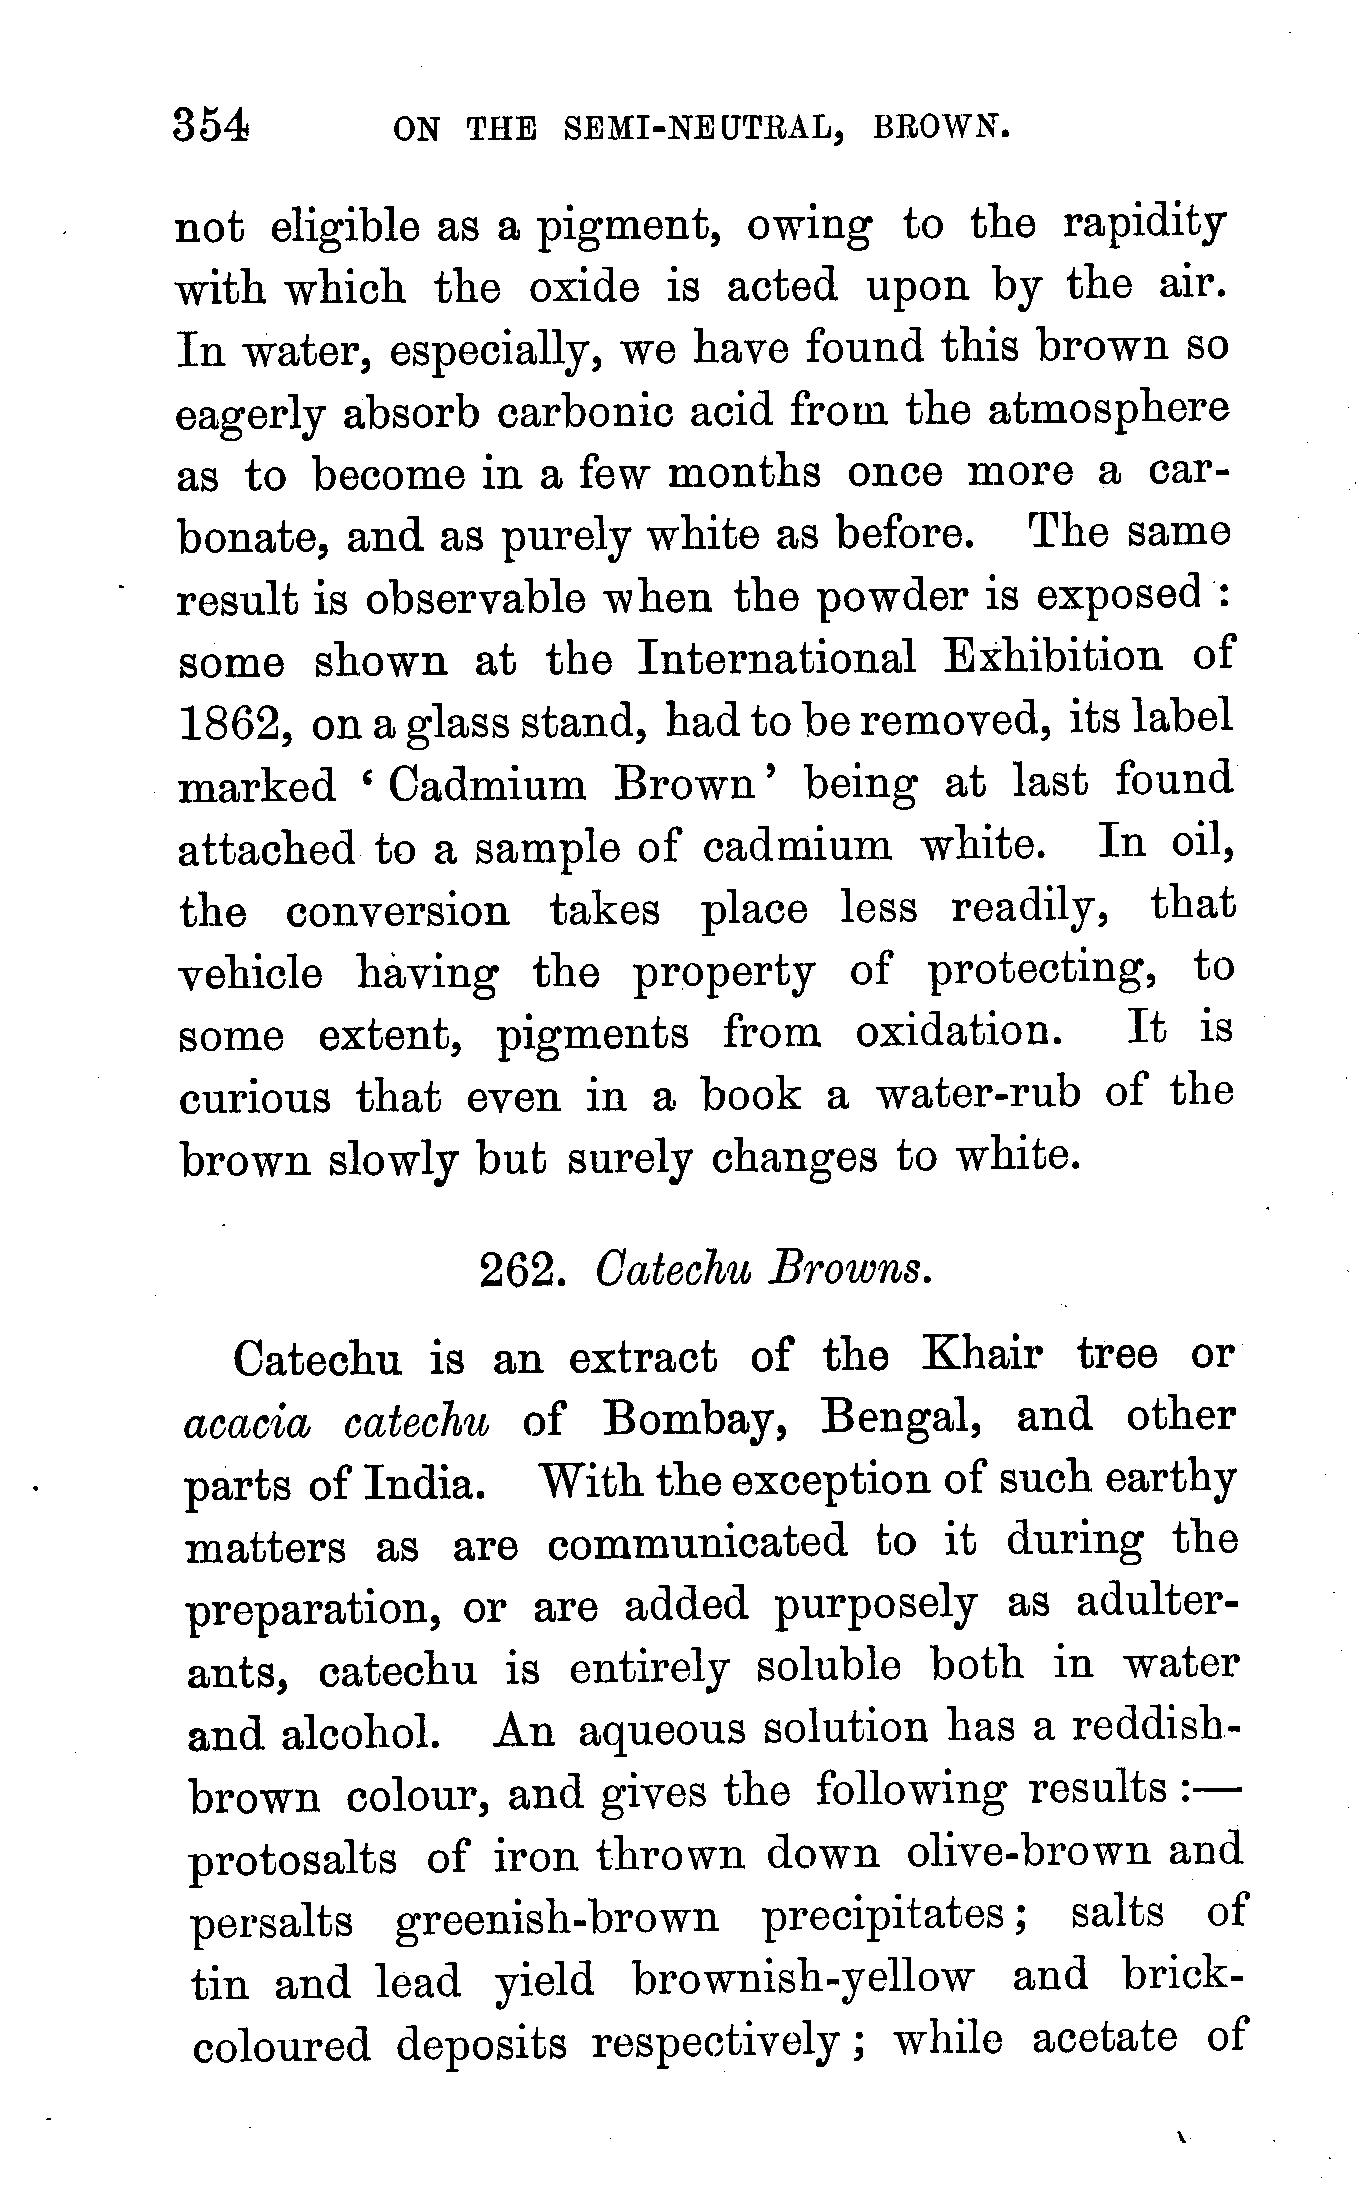 354 ON THE SEMI-NEUTRAL, BROWN.
not eligible as a pigment, owing to the rapidity
with which the oxide is acted upon by the air.
In water, especially, we have found this brown so
eagerly absorb carbonic acid from the atmosphere
as to become in a few months once more a car-
bonate, and as purely white as before. The same
result is observable when the powder is exposed :
some shown at the International Exhibition of
1862, on a glass stand, had to be removed, its label
marked ‘ Cadmium Brown ’ being at last found
attached to a sample of cadmium white. In oil,
the conversion takes place less readily, that
vehicle having the property of protecting, to
some extent, pigments from oxidation. It is
curious that even in a book a water-rub of the
brown slowly but surely changes to white.
262. Catechu Browns.
Catechu is an extract of the Khair tree or
acacia catechu of Bombay, Bengal, and other
parts of India. With the exception of such earthy
matters as are communicated to it during the
preparation, or are added purposely as adulter-
ants, catechu is entirely soluble both in water
and alcohol. An aqueous solution has a reddish-
brown colour, and gives the following results :—
protosalts of iron thrown down olive-brown and
persalts greenish-brown precipitates ; salts of
tin and lead yield brownish-yellow and brick-
coloured deposits respectively ; while acetate of